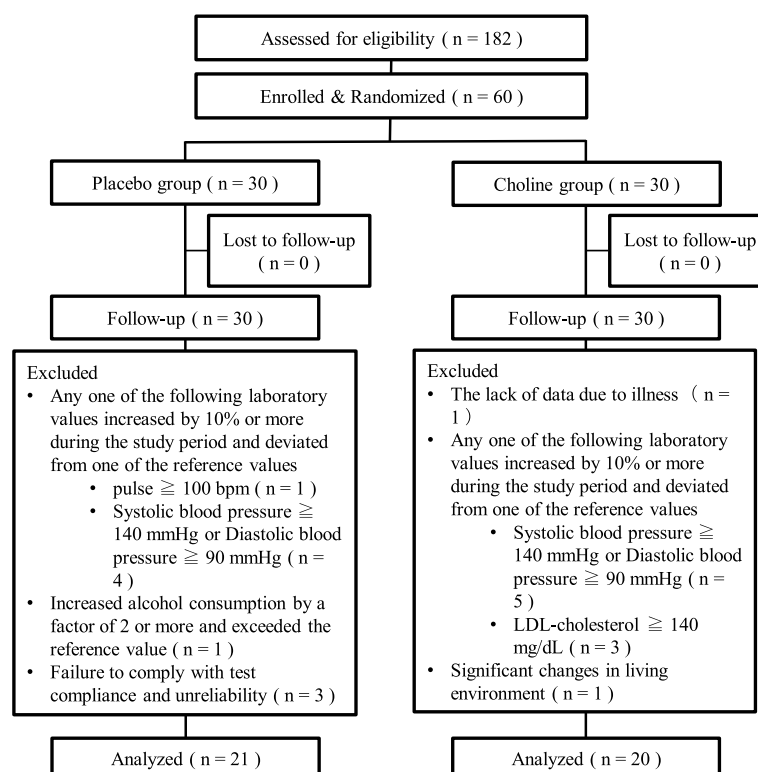 Assessed for eligibility ( n = 182 )
Enrolled & Randomized ( n = 60 )
Placebo group ( n = 30 )
Choline group ( n = 30 )
Lost to follow-up
( n = 0 )
Lost to follow-up
( n = 0 )
Follow-up ( n = 30 )
Follow-up ( n = 30 )
Excluded
• Any one of the following laboratory
values increased by 10% or more
during the study period and deviated
from one of the reference values
• pulse ≧ 100 bpm ( n = 1 )
• Systolic blood pressure ≧
140 mmHg or Diastolic blood
pressure ≧ 90 mmHg ( n =
4 )
• Increased alcohol consumption by a
factor of 2 or more and exceeded the
reference value ( n = 1 )
• Failure to comply with test
compliance and unreliability ( n = 3 )
Excluded
• The lack of data due to illness （ n =
1 ）
• Any one of the following laboratory
values increased by 10% or more
during the study period and deviated
from one of the reference values
• Systolic blood pressure ≧
140 mmHg or Diastolic blood
pressure ≧ 90 mmHg ( n =
5 )
• LDL-cholesterol ≧ 140
mg/dL ( n = 3 )
• Significant changes in living
environment ( n = 1 )
Analyzed ( n = 21 )
Analyzed ( n = 20 )